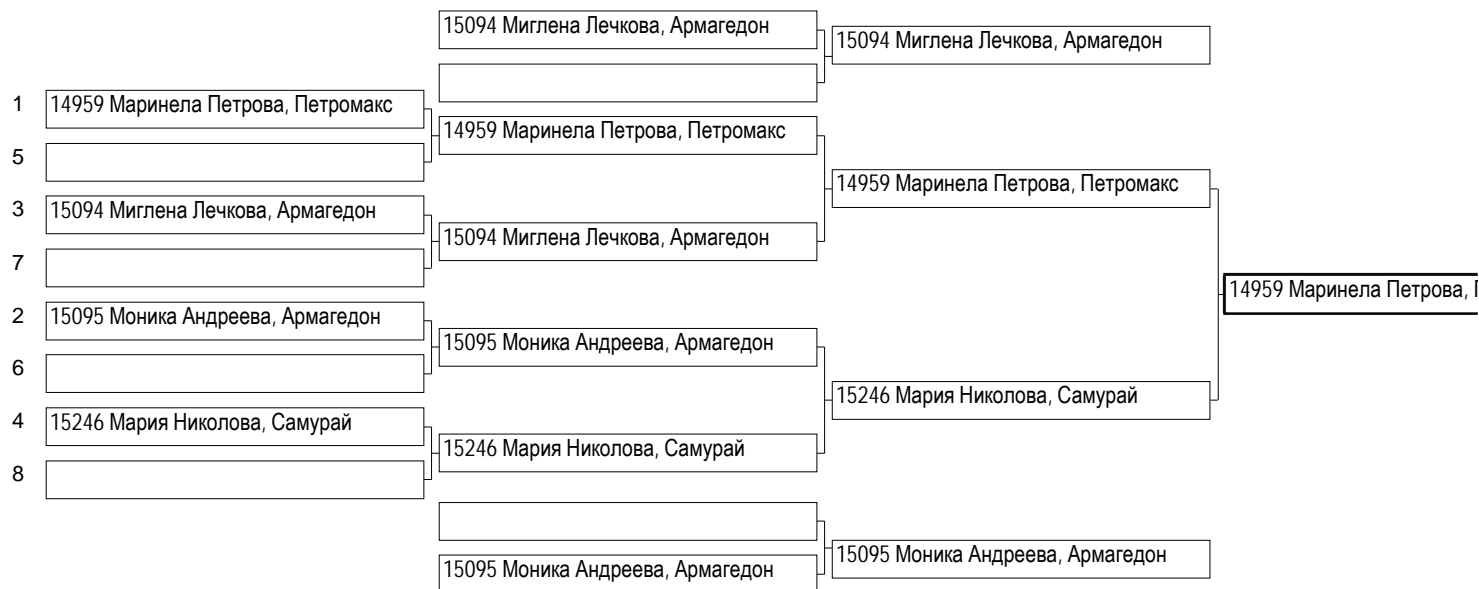 15094 Миглена Лечкова, Армагедон
15094 Миглена Лечкова, Армагедон
1 14959 Маринела Петрова, Петромакс
14959 Маринела Петрова, Петромакс
5
14959 Маринела Петрова, Петромакс
3 15094 Миглена Лечкова, Армагедон
15094 Миглена Лечкова, Армагедон
7
14959 Маринела Петрова,
2 15095 Моника Андреева, Армагедон
15095 Моника Андреева, Армагедон
6
15246 Мария Николова, Самурай
4 15246 Мария Николова, Самурай
15246 Мария Николова, Самурай
8
15095 Моника Андреева, Армагедон
15095 Моника Андреева, Армагедон